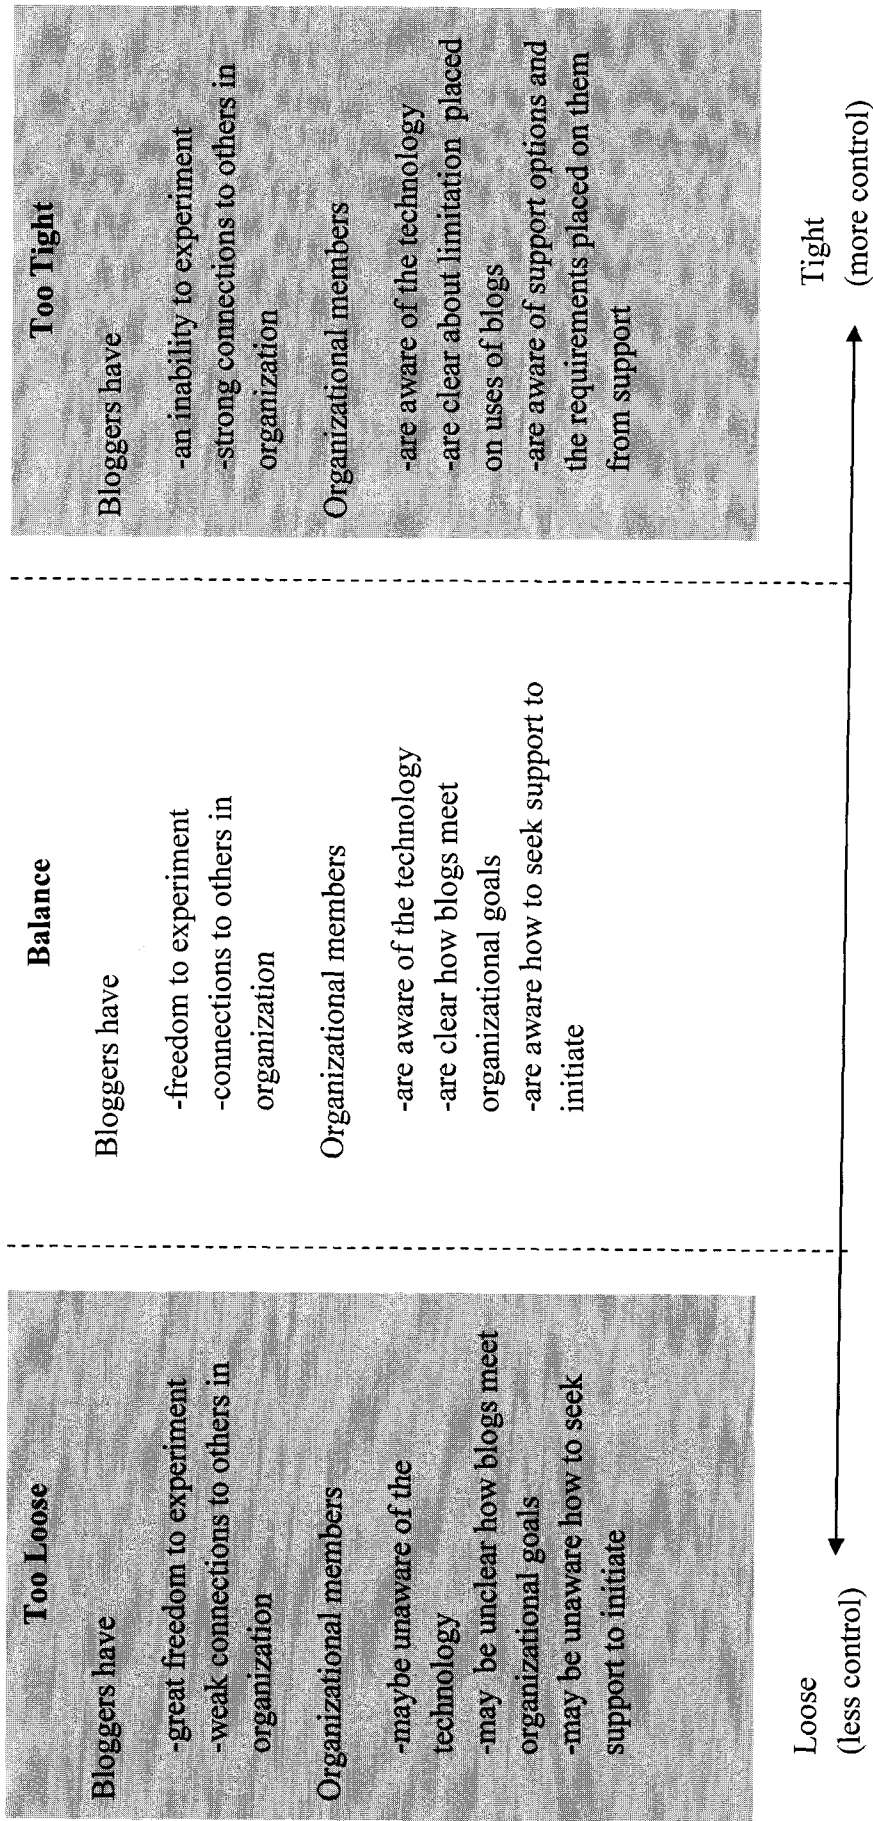 Too Loose
Bloggers have
-great freedom to experiment
-weak connections to others in
organization
Organizational members
-maybe unaware of the
technology
-may be unclear how blogs meet
organizational goals
-may be unaware how to seek
support to initiate
Balance
Bloggers have
-freedom to experiment
-connections to others in
organization
Organizational members
-are aware of the technology
-are clear how blogs meet
organizational goals
-are aware how to seek support to
initiate
Too Tight
Bloggers have
-an inability to experiment
-strong connections to others in
organization
Organizational members
-are aware of the technology
-are clear about limitation placed
on uses of blogs
-are aware of support options and
the requirements placed on them
from support
Loose
(less control)
Tight
(more control)